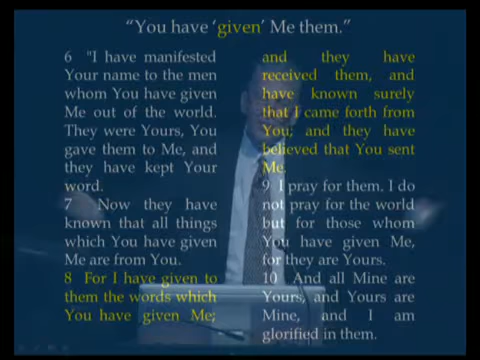 “You have ‘given’ Me them.”
6 "I have manifested
Your name to the men
whom You have given
Me out of the world.
They were Yours, You
gave them to Me, and
they have kept Your
word.
7 Now they have
known that all things
which You have given
Me are from You.
8 For I have given to
them the words which
You have given Me;
and they have
received them, and
have known surely
that I came forth from
You; and they have
believed that You sent
Me.
9 I pray for them. I do
not pray for the world
but for those whom
You have given Me,
for they are Yours.
10 And all Mine are
Yours, and Yours are
Mine, and I am
glorified in them.